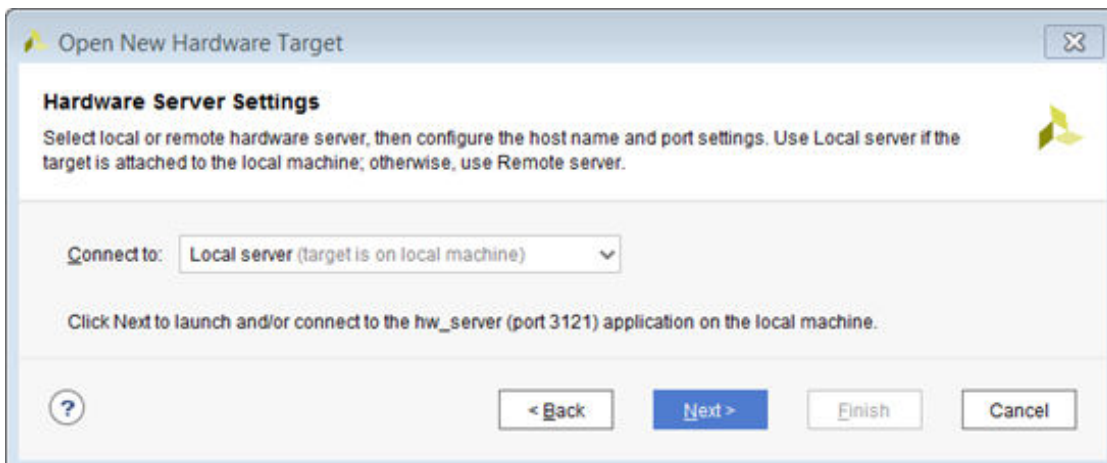 Open New Hardware Target
Hardware Server Settings
Select local or remote hardware server, then configure the host name and port settings. Use Local server if the
target is attached to the local machine; otherwise, use Remote server.
Connect to: Local server (target is on local machine)
Click Next to launch and/or connect to the hw_server (port 3121) application on the local machine.
? < Back Next > Finish Cancel